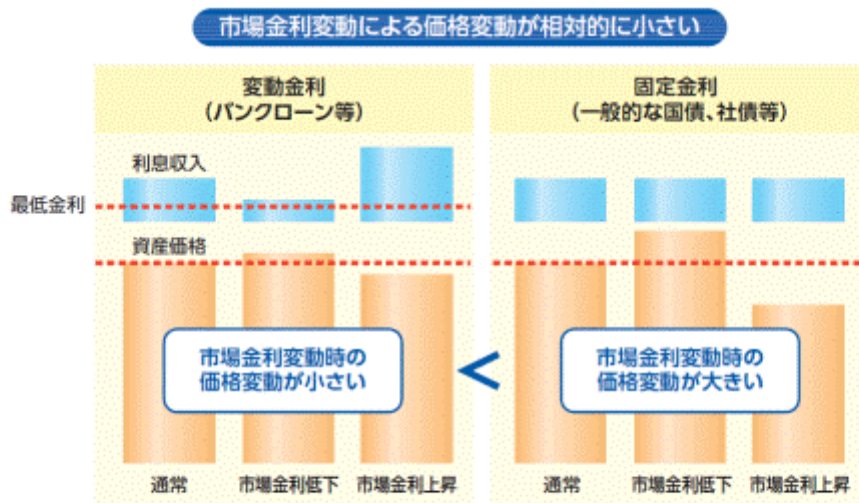 市場金利変動による価格変動が相対的に小さい
変動金利
(バンクローン等)
固定金利
(一般的な国債、社債等)
利息収入
最低金利
資産価格
市場金利変動時の
価格変動が小さい
<
市場金利変動時の
価格変動が大きい
通常
市場金利低下
市場金利上昇
通常
市場金利低下
市場金利上昇